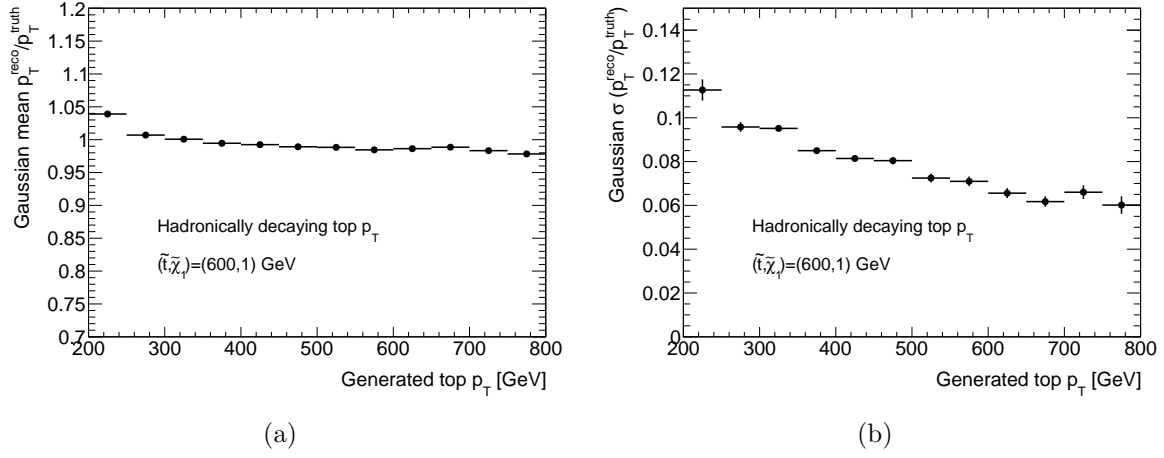 Gaussian mean p_T^reco/p_T^truth
1.2
1.15
1.1
1.05
1
0.95
0.9
0.85
0.8
0.75
0.7
Hadronically decaying top p_T
(t̃,χ̃_1)=(600,1) GeV
200 300 400 500 600 700 800
Generated top p_T [GeV]
(a)
Gaussian σ (p_T^reco/p_T^truth)
0.14
0.12
0.1
0.08
0.06
0.04
0.02
0
Hadronically decaying top p_T
(t̃,χ̃_1)=(600,1) GeV
200 300 400 500 600 700 800
Generated top p_T [GeV]
(b)